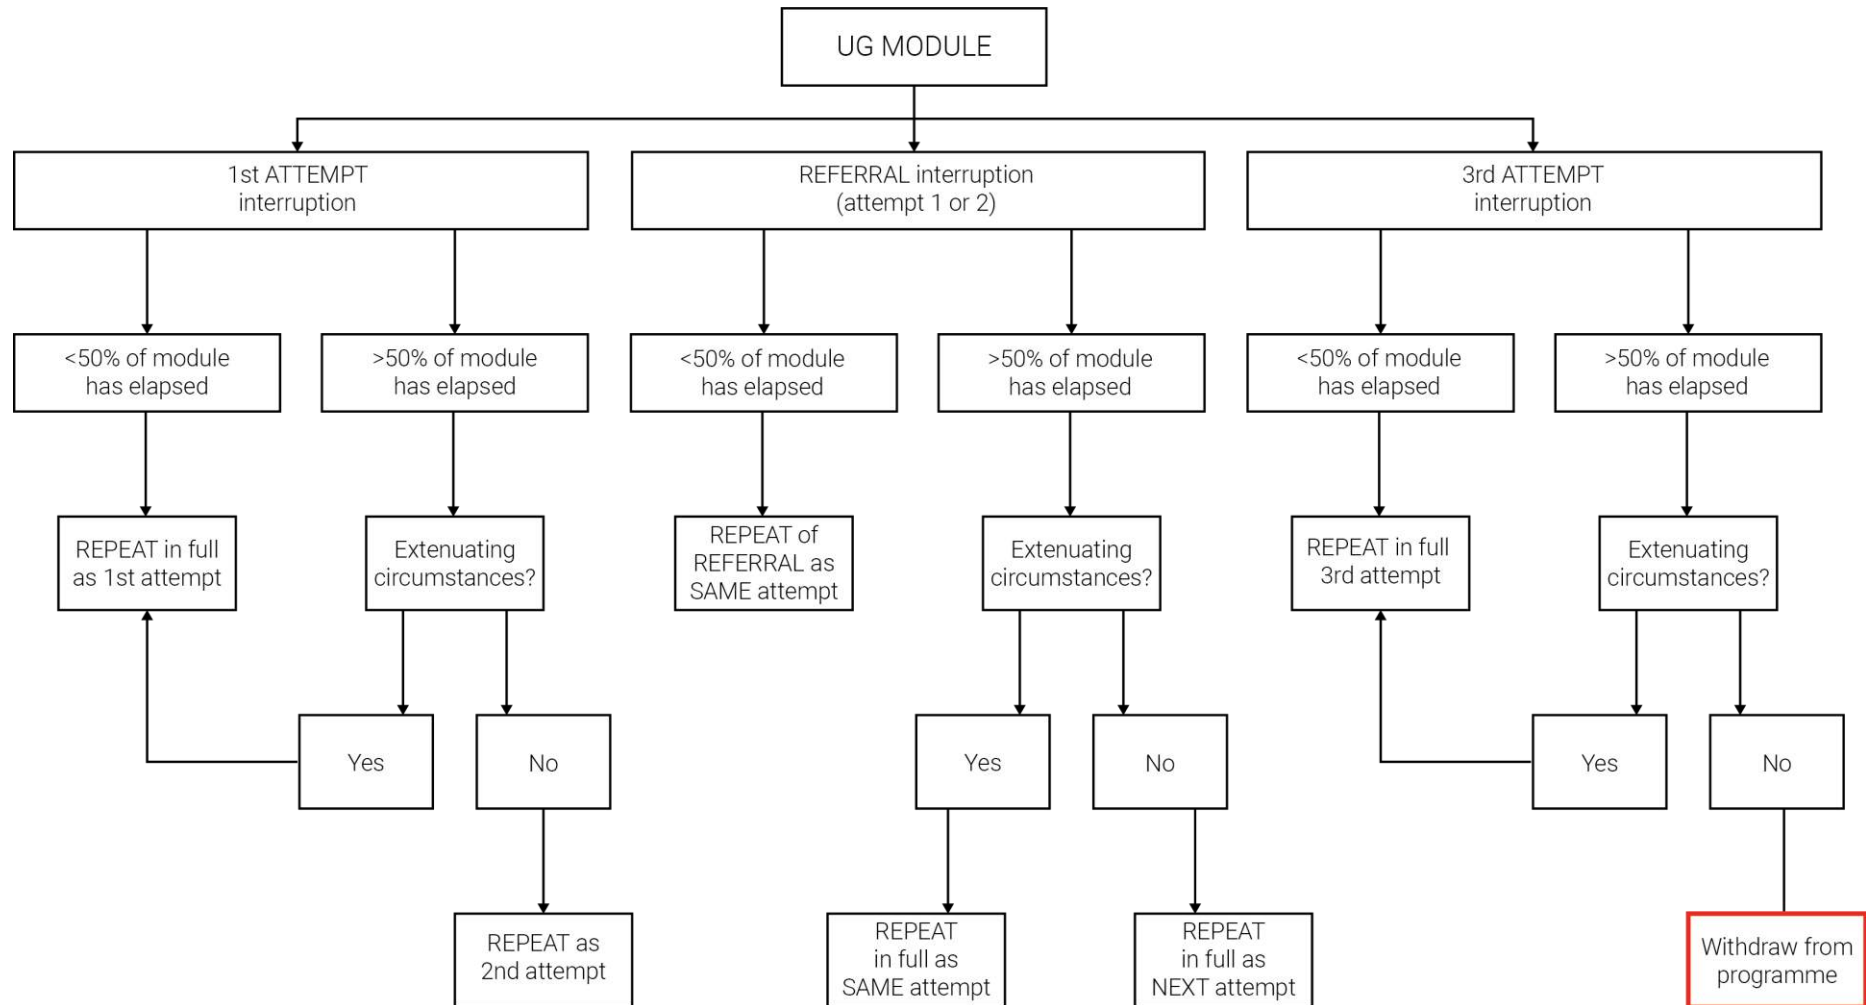 UG MODULE
1st ATTEMPT
interruption
REFERRAL interruption
(attempt 1 or 2)
3rd ATTEMPT
interruption
<50% of module
has elapsed
>50% of module
has elapsed
<50% of module
has elapsed
>50% of module
has elapsed
<50% of module
has elapsed
>50% of module
has elapsed
REPEAT in full
as 1st attempt
Extenuating
circumstances?
REPEAT of
REFERRAL as
SAME attempt
Extenuating
circumstances?
REPEAT in full
3rd attempt
Extenuating
circumstances?
Yes
No
Yes
No
Yes
No
REPEAT as
2nd attempt
REPEAT
in full as
SAME attempt
REPEAT
in full as
NEXT attempt
Withdraw from
programme